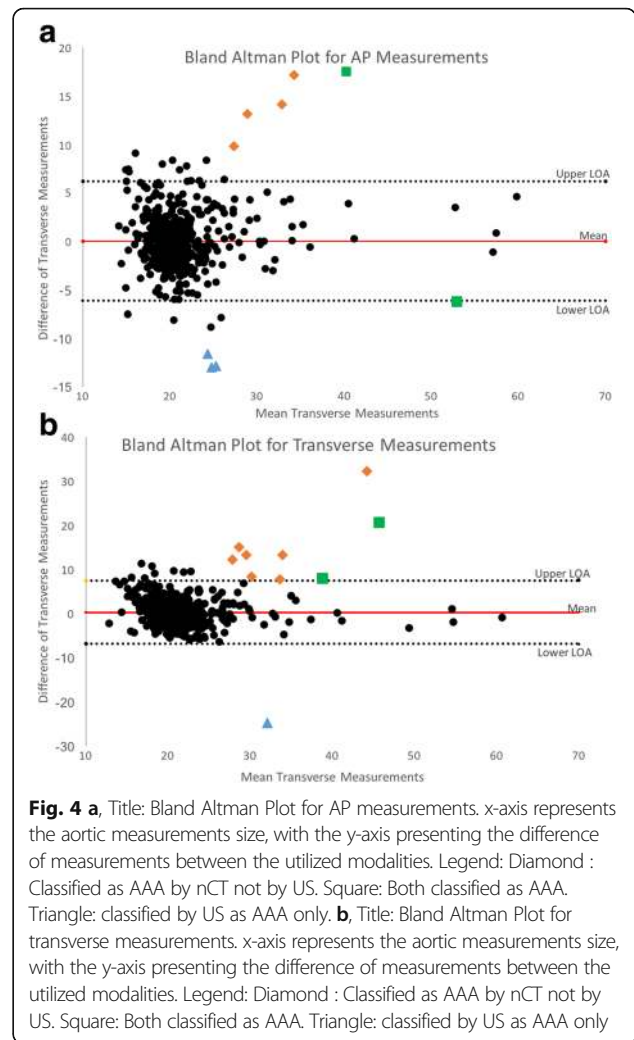 a
Bland Altman Plot for AP Measurements
20
15
10
5
0
-5
-10
-15
Upper LOA
Mean
Lower LOA
Difference of Transverse Measurements
10 20 30 40 50 60 70
Mean Transverse Measurements
b
Bland Altman Plot for Transverse Measurements
40
30
20
10
0
-10
-20
-30
Upper LOA
Mean
Lower LOA
Difference of Transverse Measurements
10 20 30 40 50 60 70
Mean Transverse Measurements
Fig. 4 a, Title: Bland Altman Plot for AP measurements. x-axis represents
the aortic measurements size, with the y-axis presenting the difference
of measurements between the utilized modalities. Legend: Diamond :
Classified as AAA by nCT not by US. Square: Both classified as AAA.
Triangle: classified by US as AAA only. b, Title: Bland Altman Plot for
transverse measurements. x-axis represents the aortic measurements size,
with the y-axis presenting the difference of measurements between the
utilized modalities. Legend: Diamond : Classified as AAA by nCT not by
US. Square: Both classified as AAA. Triangle: classified by US as AAA only